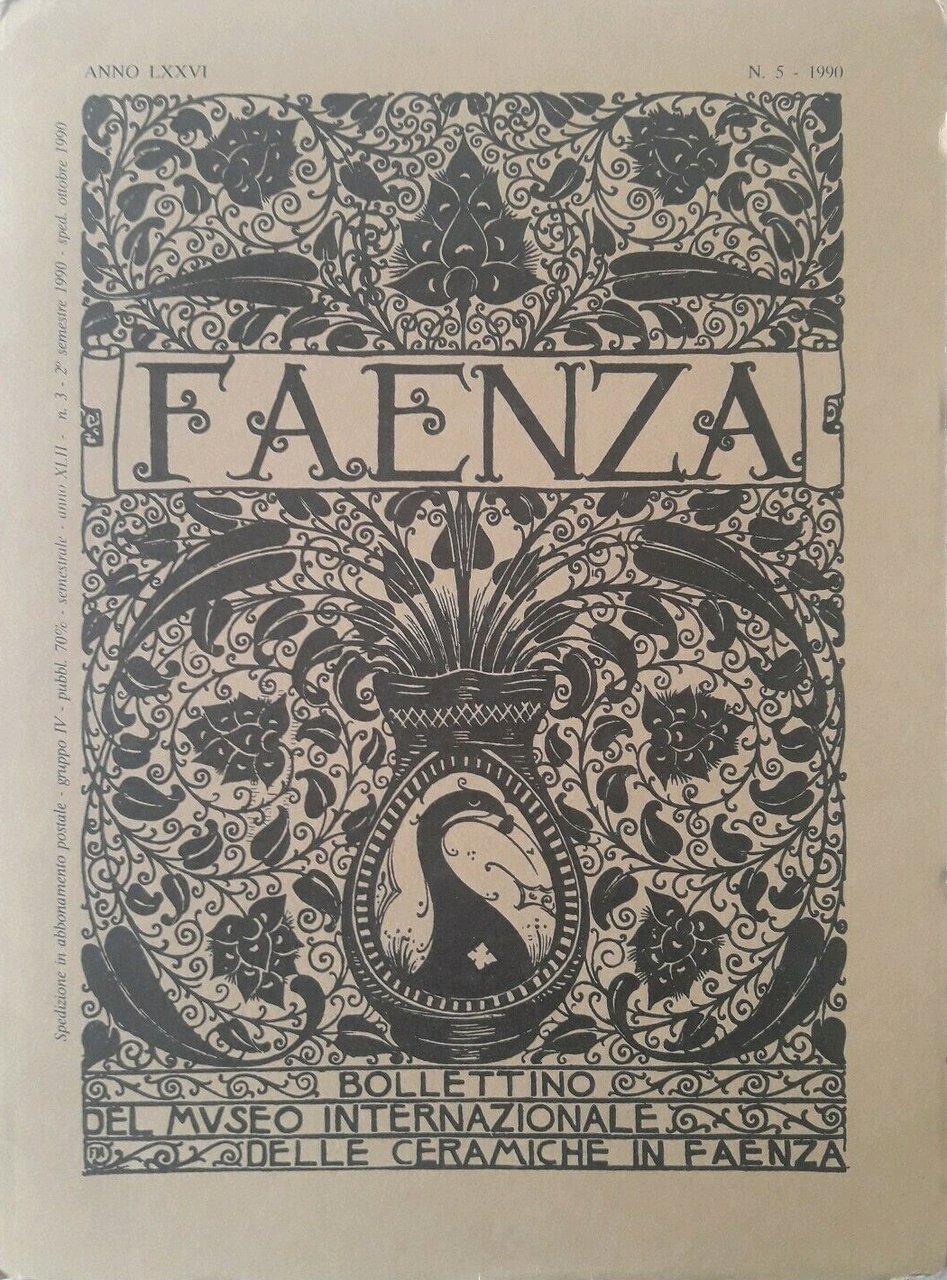 ANNO LXXVI
N. 5 - 1990
Spedizione in abbonamento postale - gruppo IV - pubbl. 70% - semestrale - anno XLII - n. 3 - 2° semestre 1990 - sped. ottobre 1990
FAENZA
BOLLETTINO
DEL MVSEO INTERNAZIONALE
DELLE CERAMICHE IN FAENZA